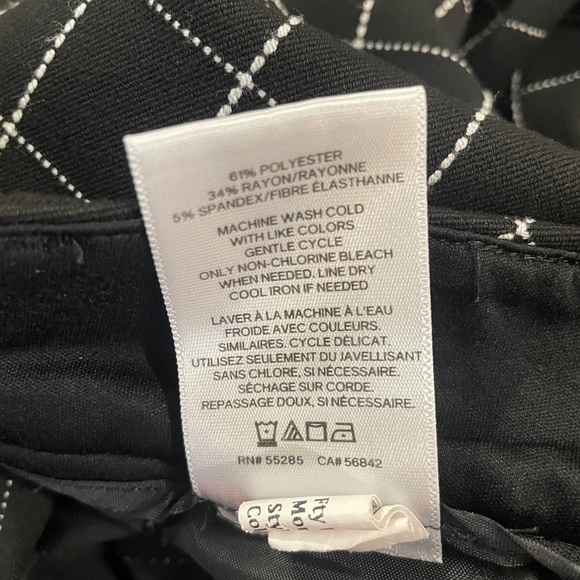 61% POLYESTER
34% RAYON/RAYONNE
5% SPANDEX/FIBRE ÉLASTHANNE
MACHINE WASH COLD
WITH LIKE COLORS
GENTLE CYCLE
ONLY NON-CHLORINE BLEACH
WHEN NEEDED. LINE DRY
COOL IRON IF NEEDED
LAVER À LA MACHINE À L'EAU
FROIDE AVEC COULEURS.
SIMILAIRES. CYCLE DÉLICAT.
UTILISEZ SEULEMENT DU JAVELLISANT
SANS CHLORE, SI NÉCESSAIRE.
SÉCHAGE SUR CORDE.
REPASSAGE DOUX, SI NÉCESSAIRE.
RN# 55285 CA# 56842